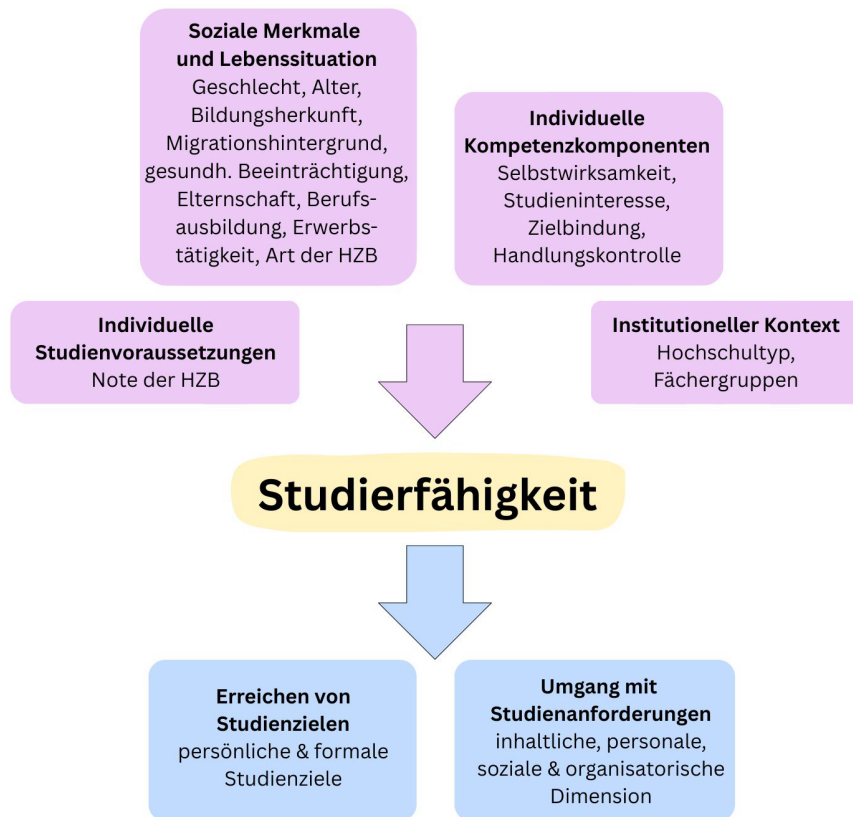 Soziale Merkmale
und Lebenssituation
Geschlecht, Alter,
Bildungsherkunft,
Migrationshintergrund,
gesundh. Beeinträchtigung,
Elternschaft, Berufs-
ausbildung, Erwerbs-
tätigkeit, Art der HZB
Individuelle
Kompetenzkomponenten
Selbstwirksamkeit,
Studieninteresse,
Zielbindung,
Handlungskontrolle
Individuelle
Studienvoraussetzungen
Note der HZB
Institutioneller Kontext
Hochschultyp,
Fächergruppen
Studierfähigkeit
Erreichen von
Studienzielen
persönliche & formale
Studienziele
Umgang mit
Studienanforderungen
inhaltliche, personale,
soziale & organisatorische
Dimension